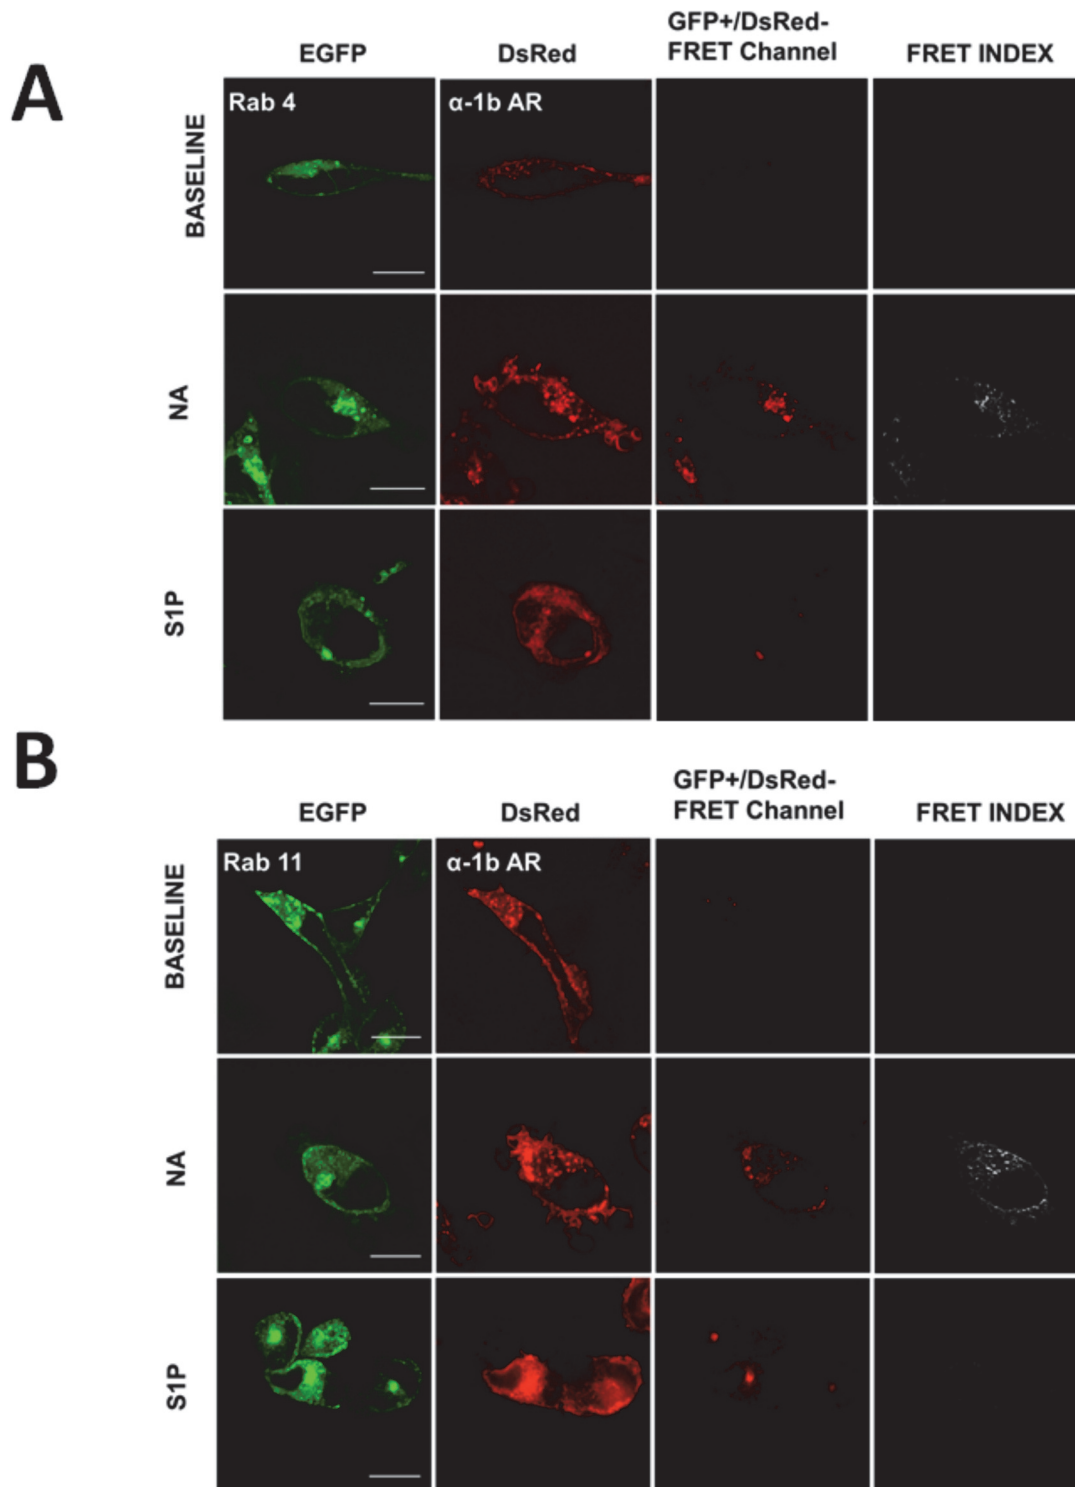 A
EGFP
DsRed
GFP+/DsRed-
FRET Channel
FRET INDEX
BASELINE
Rab 4
α-1b AR
NA
S1P
B
EGFP
DsRed
GFP+/DsRed-
FRET Channel
FRET INDEX
BASELINE
Rab 11
α-1b AR
NA
S1P